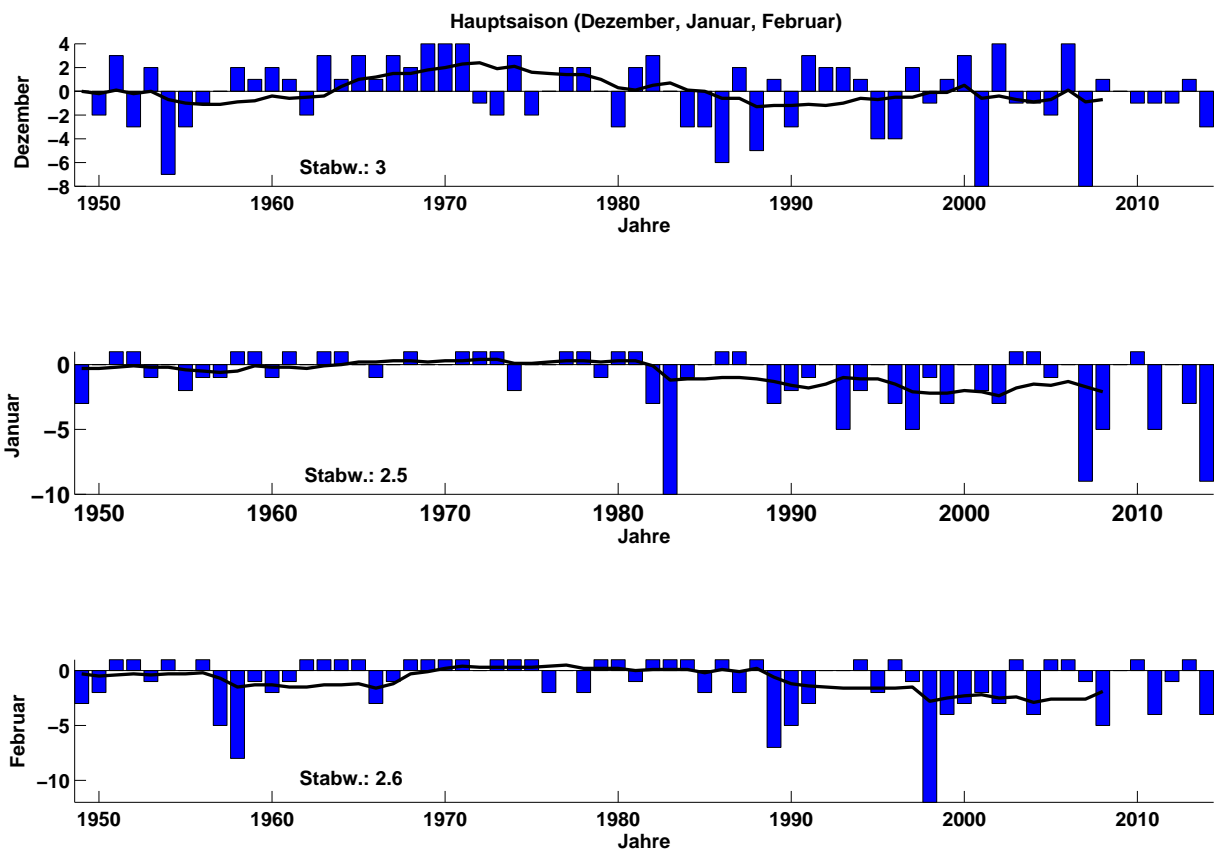 Hauptsaison (Dezember, Januar, Februar)
4
2
0
−2
−4
−6
−8
Dezember
Stabw.: 3
1950 1960 1970 1980 1990 2000 2010
Jahre
0
−5
−10
Januar
Stabw.: 2.5
1950 1960 1970 1980 1990 2000 2010
Jahre
0
−5
−10
Februar
Stabw.: 2.6
1950 1960 1970 1980 1990 2000 2010
Jahre